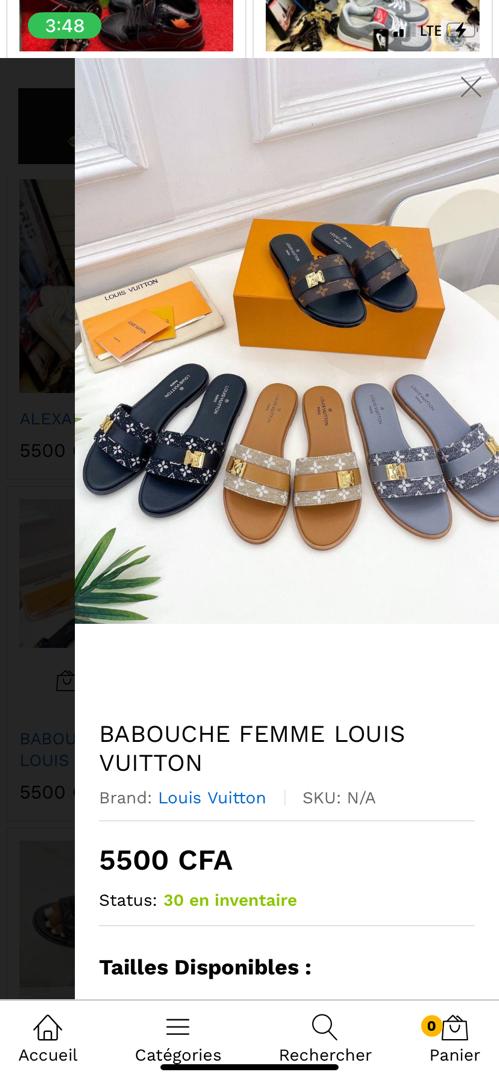 3:48
LTE
LOUIS VUITTON
ALEXA
5500
BABOU
LOUIS
5500
BABOUCHE FEMME LOUIS
VUITTON
Brand: Louis Vuitton
SKU: N/A
5500 CFA
Status: 30 en inventaire
Tailles Disponibles :
0
Accueil
Catégories
Rechercher
Panier